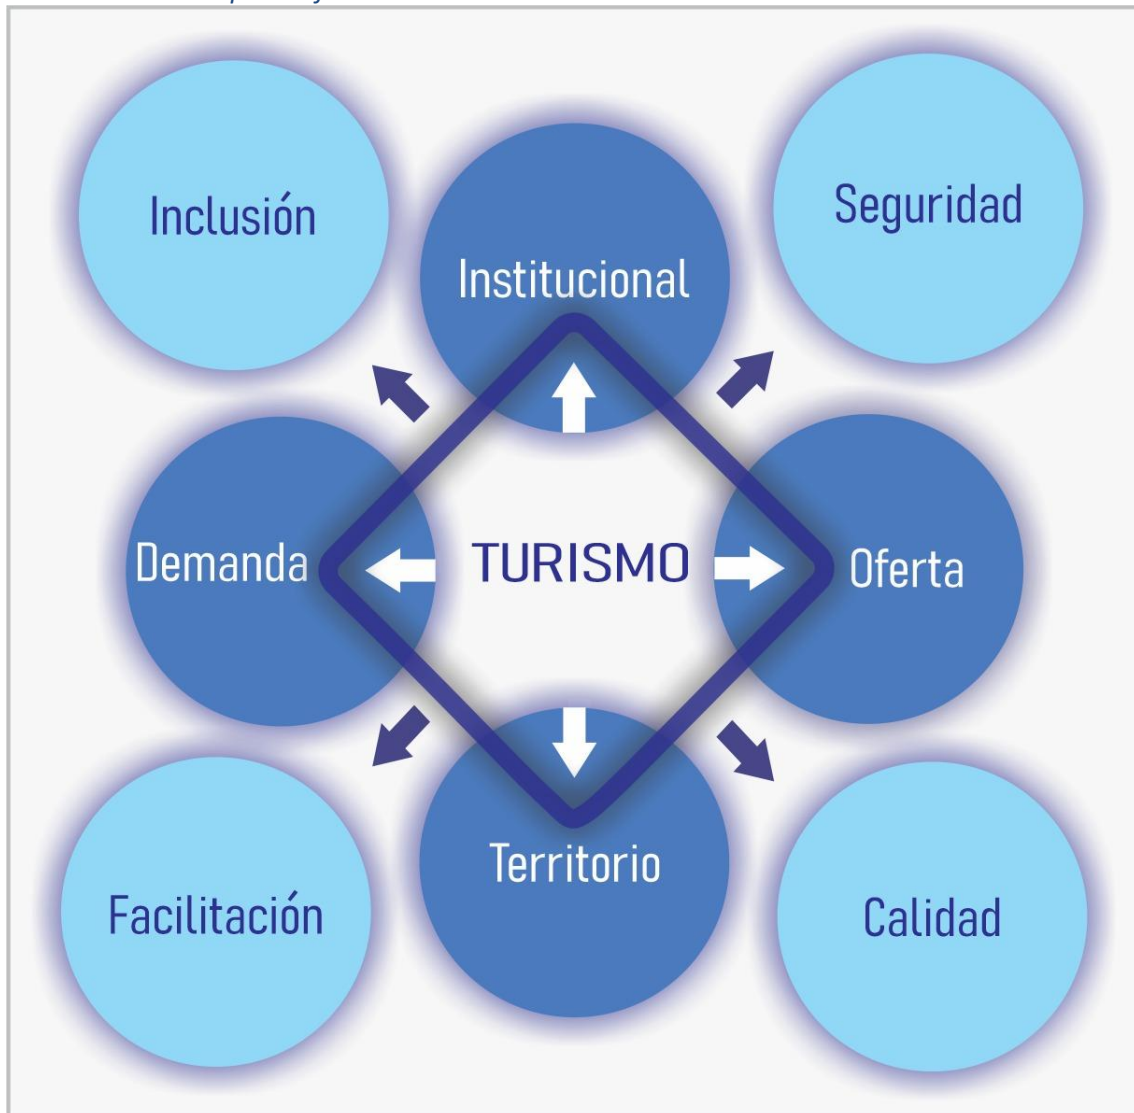 Inclusión
Seguridad
Institucional
Demanda
TURISMO
Oferta
Territorio
Facilitación
Calidad